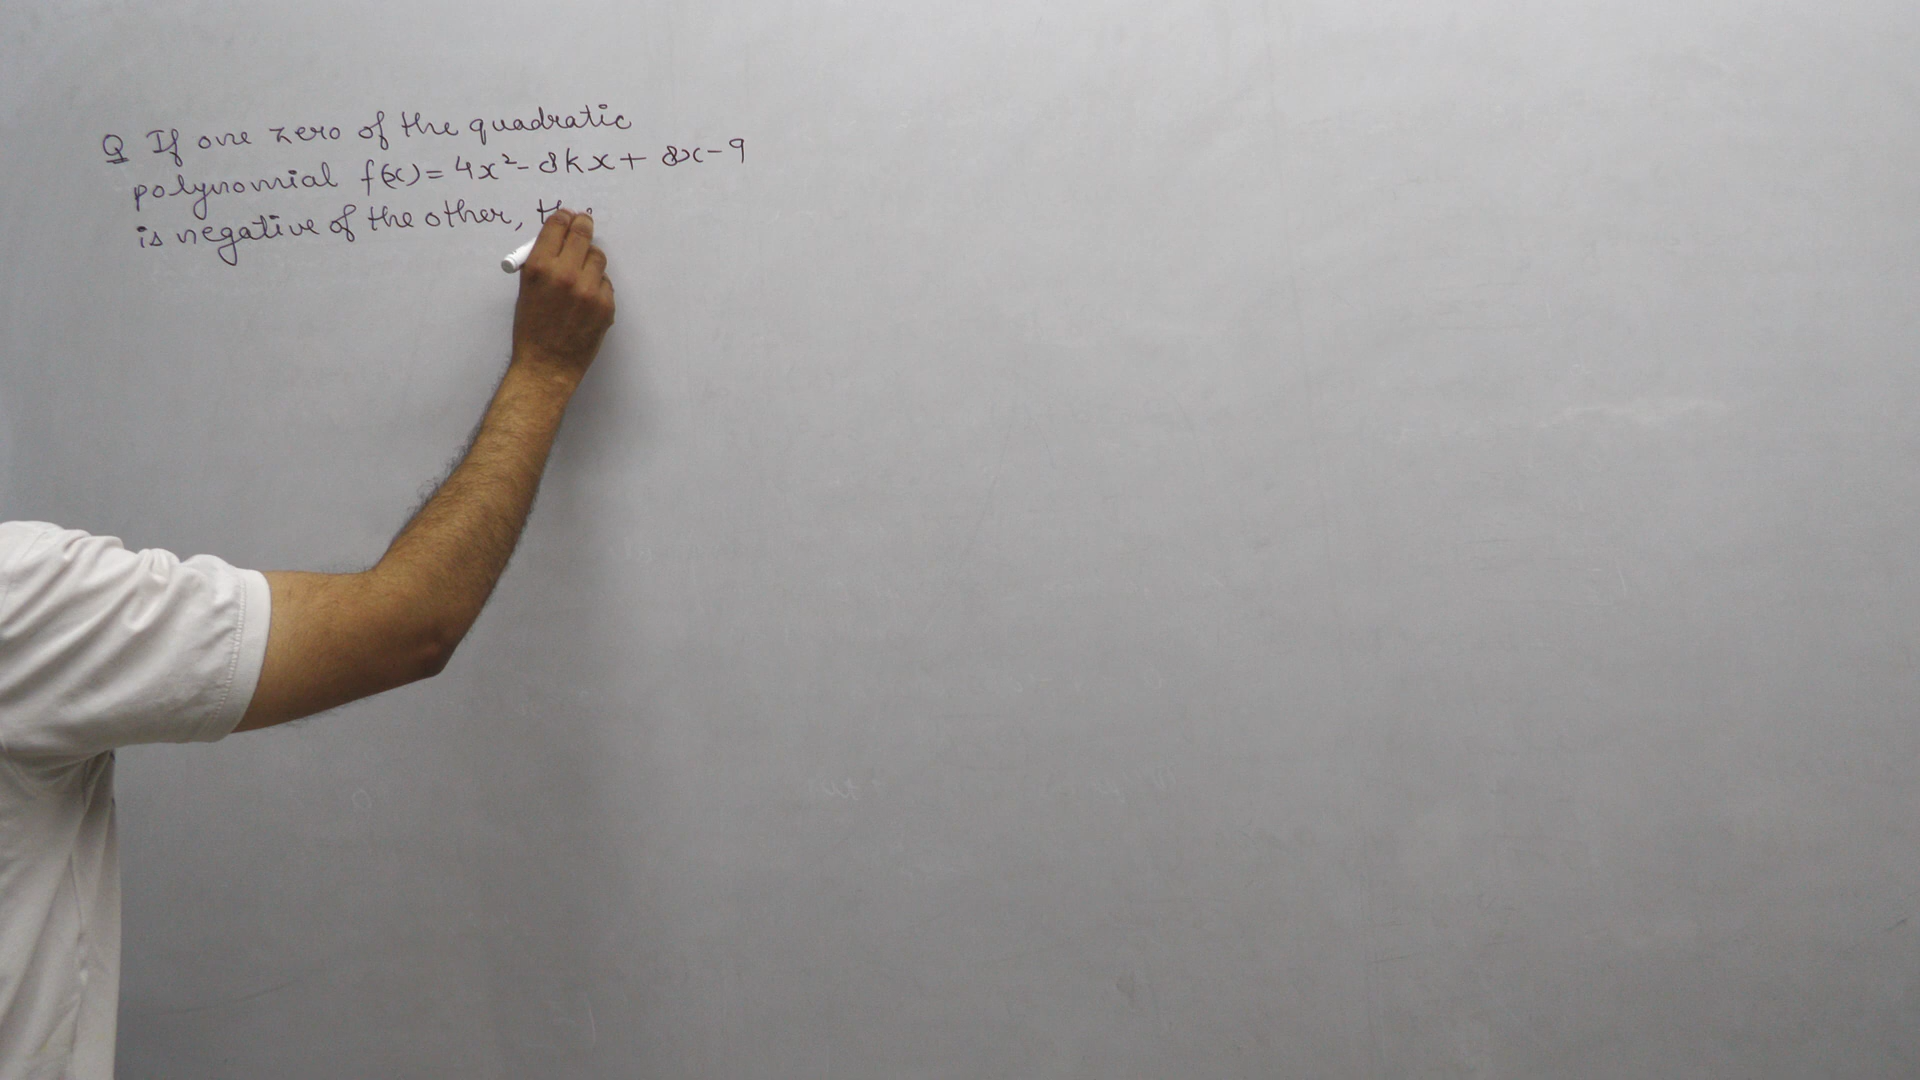 Q If one zero of the quadratic
polynomial f(x) = 4x² - 8kx + 8x - 9
is negative of the other,